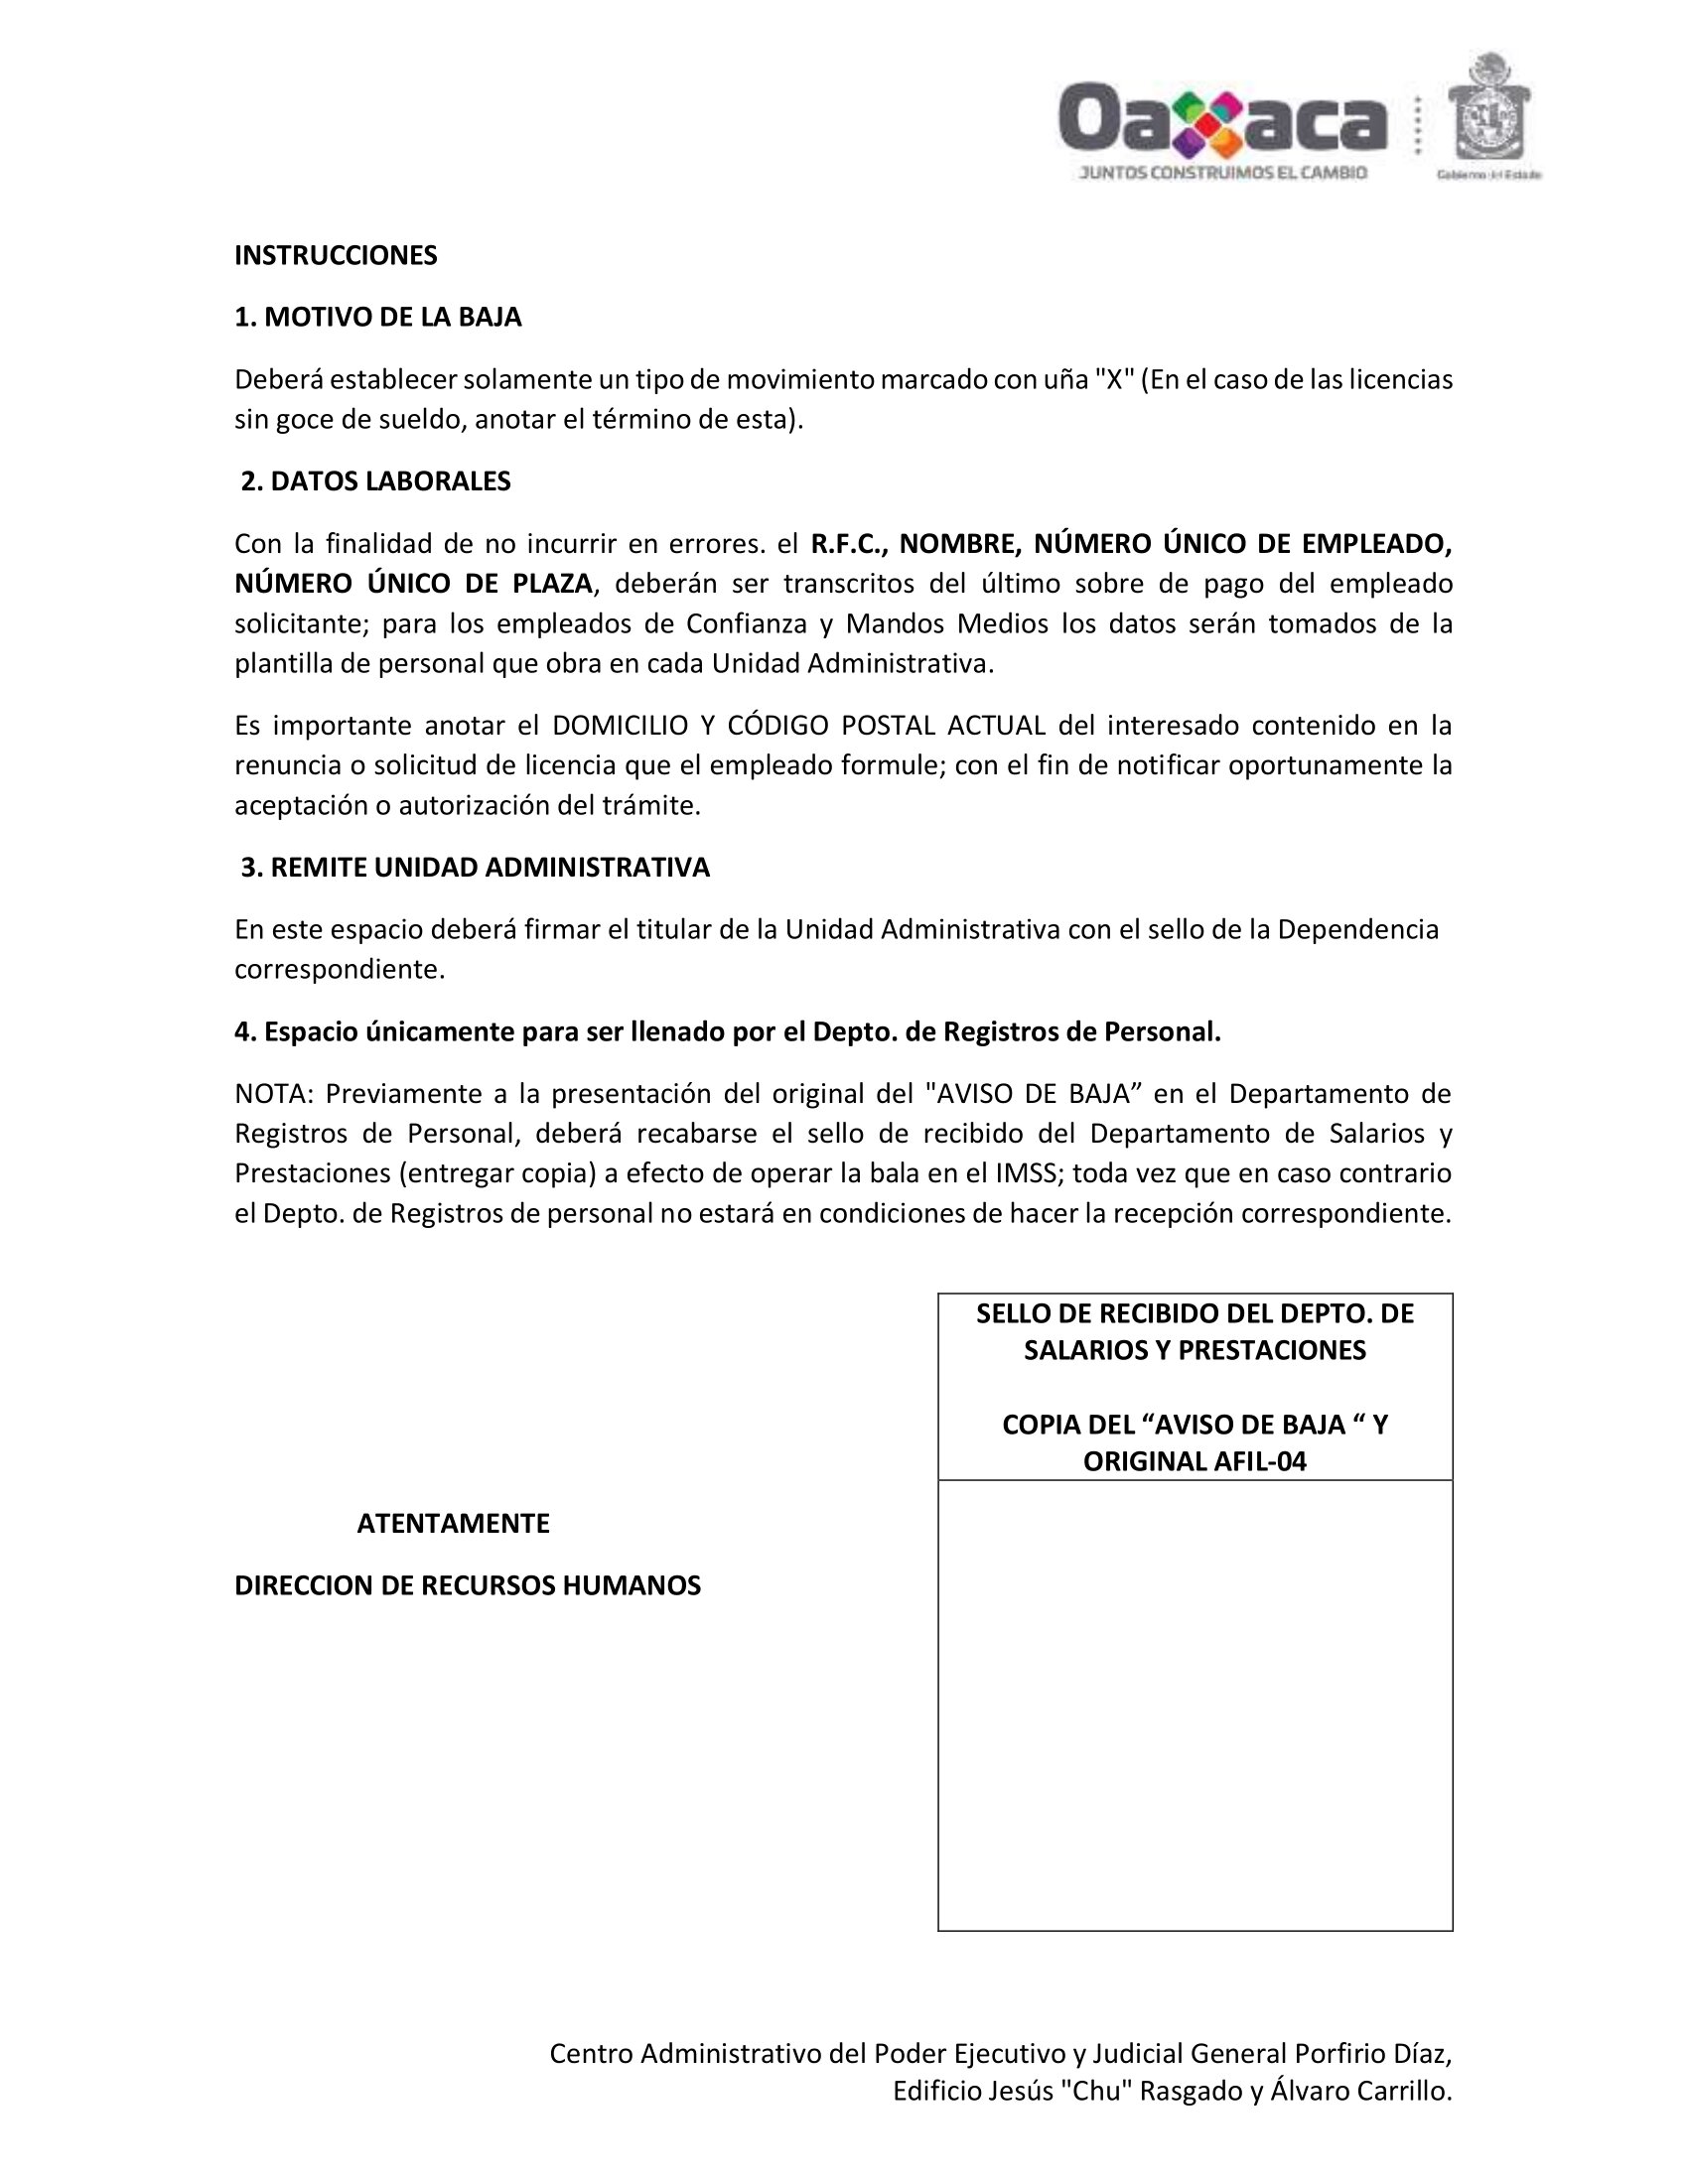 Oaxaca
JUNTOS CONSTRUIMOS EL CAMBIO
Gobierno del Estado
INSTRUCCIONES
1. MOTIVO DE LA BAJA
Deberá establecer solamente un tipo de movimiento marcado con uña "X" (En el caso de las licencias
sin goce de sueldo, anotar el término de esta).
2. DATOS LABORALES
Con la finalidad de no incurrir en errores. el R.F.C., NOMBRE, NÚMERO ÚNICO DE EMPLEADO,
NÚMERO ÚNICO DE PLAZA, deberán ser transcritos del último sobre de pago del empleado
solicitante; para los empleados de Confianza y Mandos Medios los datos serán tomados de la
plantilla de personal que obra en cada Unidad Administrativa.
Es importante anotar el DOMICILIO Y CÓDIGO POSTAL ACTUAL del interesado contenido en la
renuncia o solicitud de licencia que el empleado formule; con el fin de notificar oportunamente la
aceptación o autorización del trámite.
3. REMITE UNIDAD ADMINISTRATIVA
En este espacio deberá firmar el titular de la Unidad Administrativa con el sello de la Dependencia
correspondiente.
4. Espacio únicamente para ser llenado por el Depto. de Registros de Personal.
NOTA: Previamente a la presentación del original del "AVISO DE BAJA” en el Departamento de
Registros de Personal, deberá recabarse el sello de recibido del Departamento de Salarios y
Prestaciones (entregar copia) a efecto de operar la bala en el IMSS; toda vez que en caso contrario
el Depto. de Registros de personal no estará en condiciones de hacer la recepción correspondiente.
SELLO DE RECIBIDO DEL DEPTO. DE
SALARIOS Y PRESTACIONES
COPIA DEL “AVISO DE BAJA “ Y
ORIGINAL AFIL-04
ATENTAMENTE
DIRECCION DE RECURSOS HUMANOS
Centro Administrativo del Poder Ejecutivo y Judicial General Porfirio Díaz,
Edificio Jesús "Chu" Rasgado y Álvaro Carrillo.